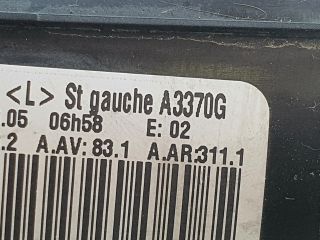 <L> St gauche A3370G
.05 06h58 E: 02
.2 A.AV: 83.1 A.AR:311.1